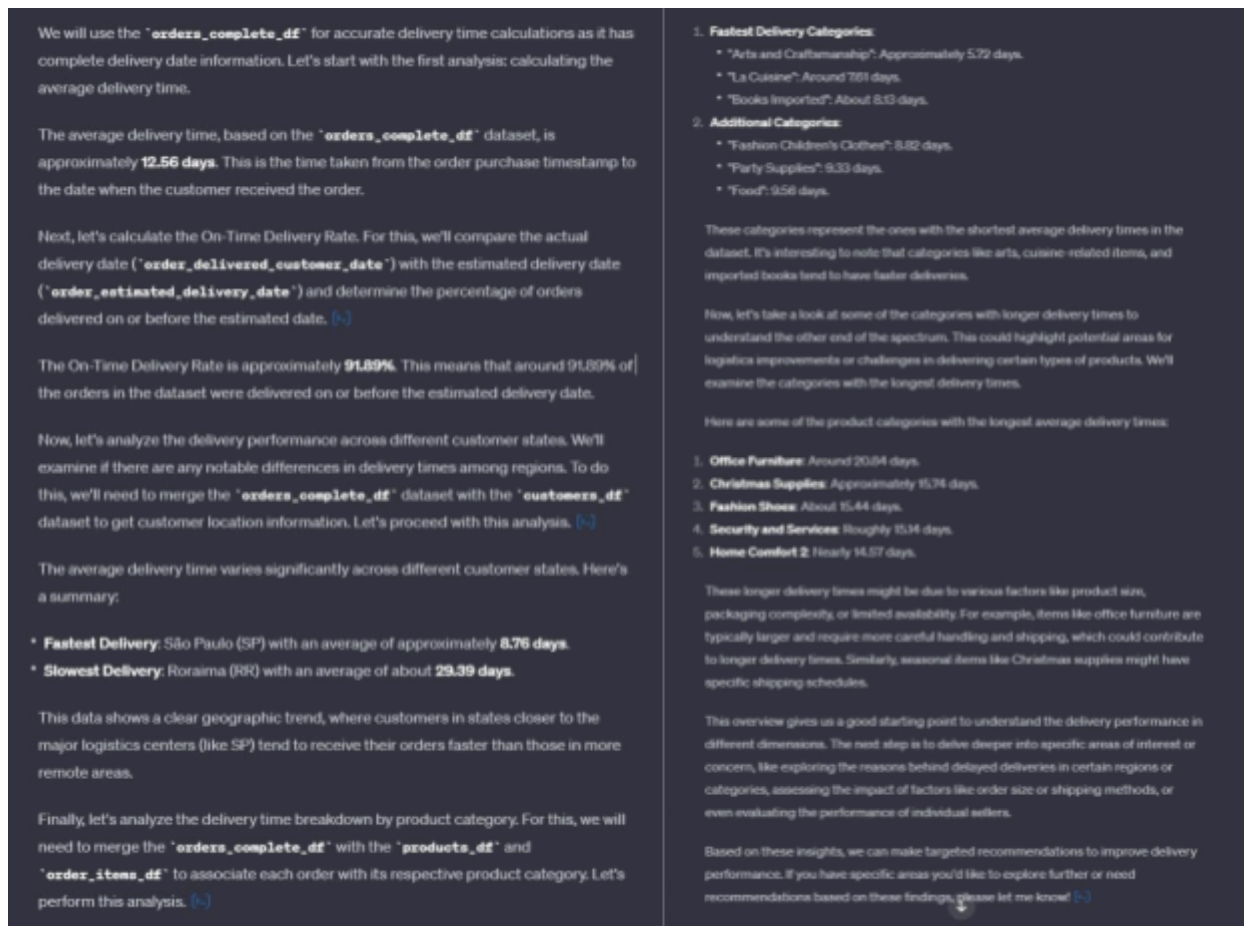 We will use the `orders_complete_df` for accurate delivery time calculations as it has
complete delivery date information. Let's start with the first analysis: calculating the
average delivery time.
The average delivery time, based on the `orders_complete_df` dataset, is
approximately 12.56 days. This is the time taken from the order purchase timestamp to
the date when the customer received the order.
Next, let's calculate the On-Time Delivery Rate. For this, we'll compare the actual
delivery date (`order_delivered_customer_date`) with the estimated delivery date
(`order_estimated_delivery_date`) and determine the percentage of orders
delivered on or before the estimated date. [>-]
The On-Time Delivery Rate is approximately 91.89%. This means that around 91.89% of
the orders in the dataset were delivered on or before the estimated delivery date.
Now, let's analyze the delivery performance across different customer states. We'll
examine if there are any notable differences in delivery times among regions. To do
this, we'll need to merge the `orders_complete_df` dataset with the `customers_df`
dataset to get customer location information. Let's proceed with this analysis. [>-]
The average delivery time varies significantly across different customer states. Here's
a summary:
• Fastest Delivery: São Paulo (SP) with an average of approximately 8.76 days.
• Slowest Delivery: Roraima (RR) with an average of about 29.39 days.
This data shows a clear geographic trend, where customers in states closer to the
major logistics centers (like SP) tend to receive their orders faster than those in more
remote areas.
Finally, let's analyze the delivery time breakdown by product category. For this, we will
need to merge the `orders_complete_df` with the `products_df` and
`order_items_df` to associate each order with its respective product category. Let's
perform this analysis. [>-]
1. Fastest Delivery Categories:
• "Arts and Craftsmanship": Approximately 5.72 days.
• "La Cuisine": Around 7.61 days.
• "Books Imported": About 8.13 days.
2. Additional Categories:
• "Fashion Children's Clothes": 8.82 days.
• "Party Supplies": 9.33 days.
• "Food": 9.56 days.
These categories represent the ones with the shortest average delivery times in the
dataset. It's interesting to note that categories like arts, cuisine-related items, and
imported books tend to have faster deliveries.
Now, let's take a look at some of the categories with longer delivery times to
understand the other end of the spectrum. This could highlight potential areas for
logistics improvements or challenges in delivering certain types of products. We'll
examine the categories with the longest delivery times.
Here are some of the product categories with the longest average delivery times:
1. Office Furniture: Around 20.84 days.
2. Christmas Supplies: Approximately 15.74 days.
3. Fashion Shoes: About 15.44 days.
4. Security and Services: Roughly 15.14 days.
5. Home Comfort 2: Nearly 14.57 days.
These longer delivery times might be due to various factors like product size,
packaging complexity, or limited availability. For example, items like office furniture are
typically larger and require more careful handling and shipping, which could contribute
to longer delivery times. Similarly, seasonal items like Christmas supplies might have
specific shipping schedules.
This overview gives us a good starting point to understand the delivery performance in
different dimensions. The next step is to delve deeper into specific areas of interest or
concern, like exploring the reasons behind delayed deliveries in certain regions or
categories, assessing the impact of factors like order size or shipping methods, or
even evaluating the performance of individual sellers.
Based on these insights, we can make targeted recommendations to improve delivery
performance. If you have specific areas you'd like to explore further or need
recommendations based on these findings, please let me know! [>-]